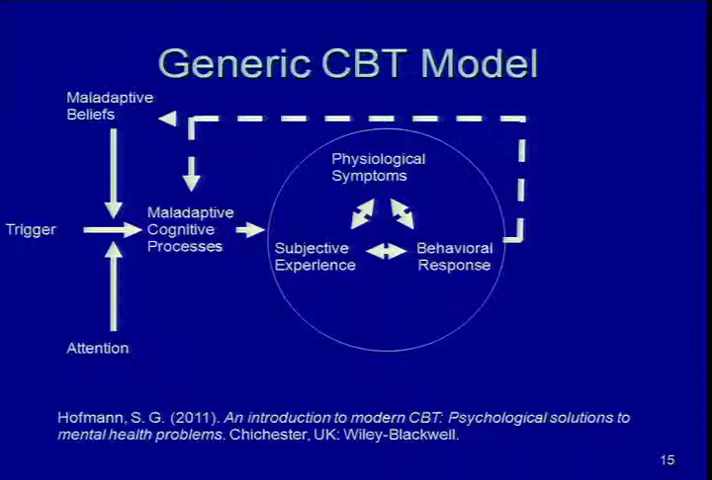 Generic CBT Model
Maladaptive
Beliefs
Physiological
Symptoms
Trigger
Maladaptive
Cognitive
Processes
Subjective
Experience
Behavioral
Response
Attention
Hofmann, S. G. (2011). An introduction to modern CBT: Psychological solutions to
mental health problems. Chichester, UK: Wiley-Blackwell.
15